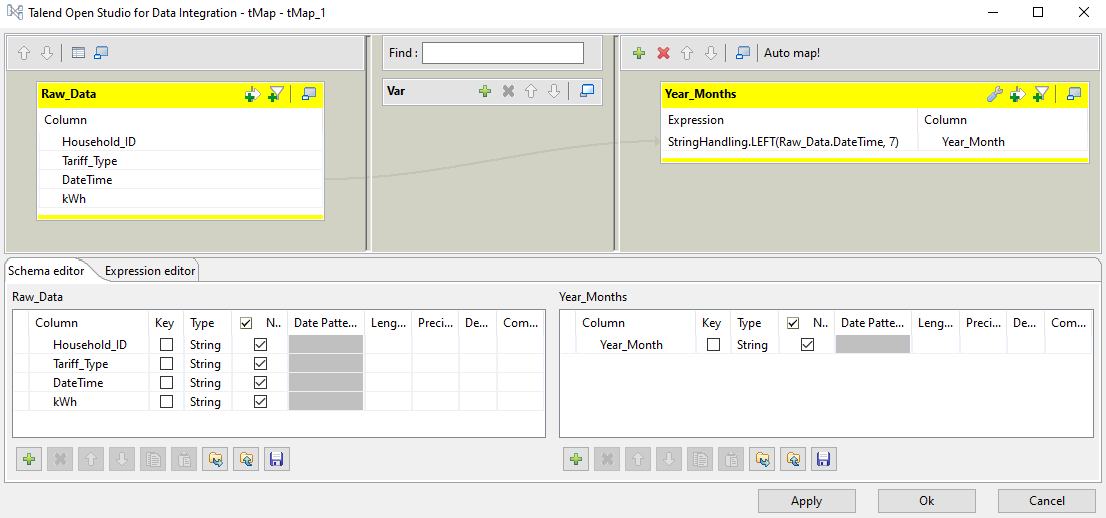 Talend Open Studio for Data Integration - tMap - tMap_1
Find :
Auto map!
Raw_Data
Column
Household_ID
Tariff_Type
DateTime
kWh
Var
Year_Months
Expression Column
StringHandling.LEFT(Raw_Data.DateTime, 7) Year_Month
Schema editor Expression editor
Raw_Data
Column Key Type N.. Date Patte... Leng... Preci... De... Com...
Household_ID String
Tariff_Type String
DateTime String
kWh String
Year_Months
Column Key Type N.. Date Patte... Leng... Preci... De... Com...
Year_Month String
Apply Ok Cancel